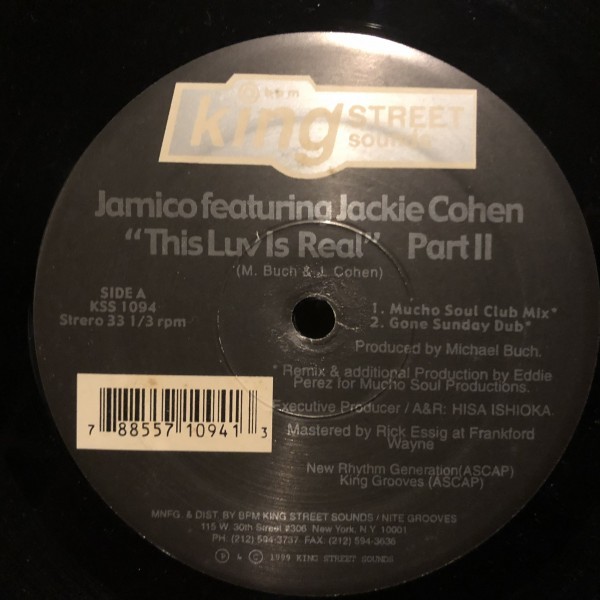 bpm
king STREET
SOUNDS
Jamico featuring Jackie Cohen
"This Luv Is Real" Part II
(M. Buch & J. Cohen)
SIDE A
KSS 1094
Strero 33 1/3 rpm
1. Mucho Soul Club Mix*
2. Gone Sunday Dub*
Produced by Michael Buch.
* Remix & additional Production by Eddie
Perez for Mucho Soul Productions.
Executive Producer / A&R: HISA ISHIOKA.
Mastered by Rick Essig at Frankford
Wayne
New Rhythm Generation(ASCAP)
King Grooves (ASCAP)
7 88557 10941 3
MNFG. & DIST. BY BPM KING STREET SOUNDS / NITE GROOVES
115 W. 30th Street #306 New York, N.Y. 10001
PH: (212) 594-3737 FAX: (212) 594-3636
℗ & © 1999 KING STREET SOUNDS